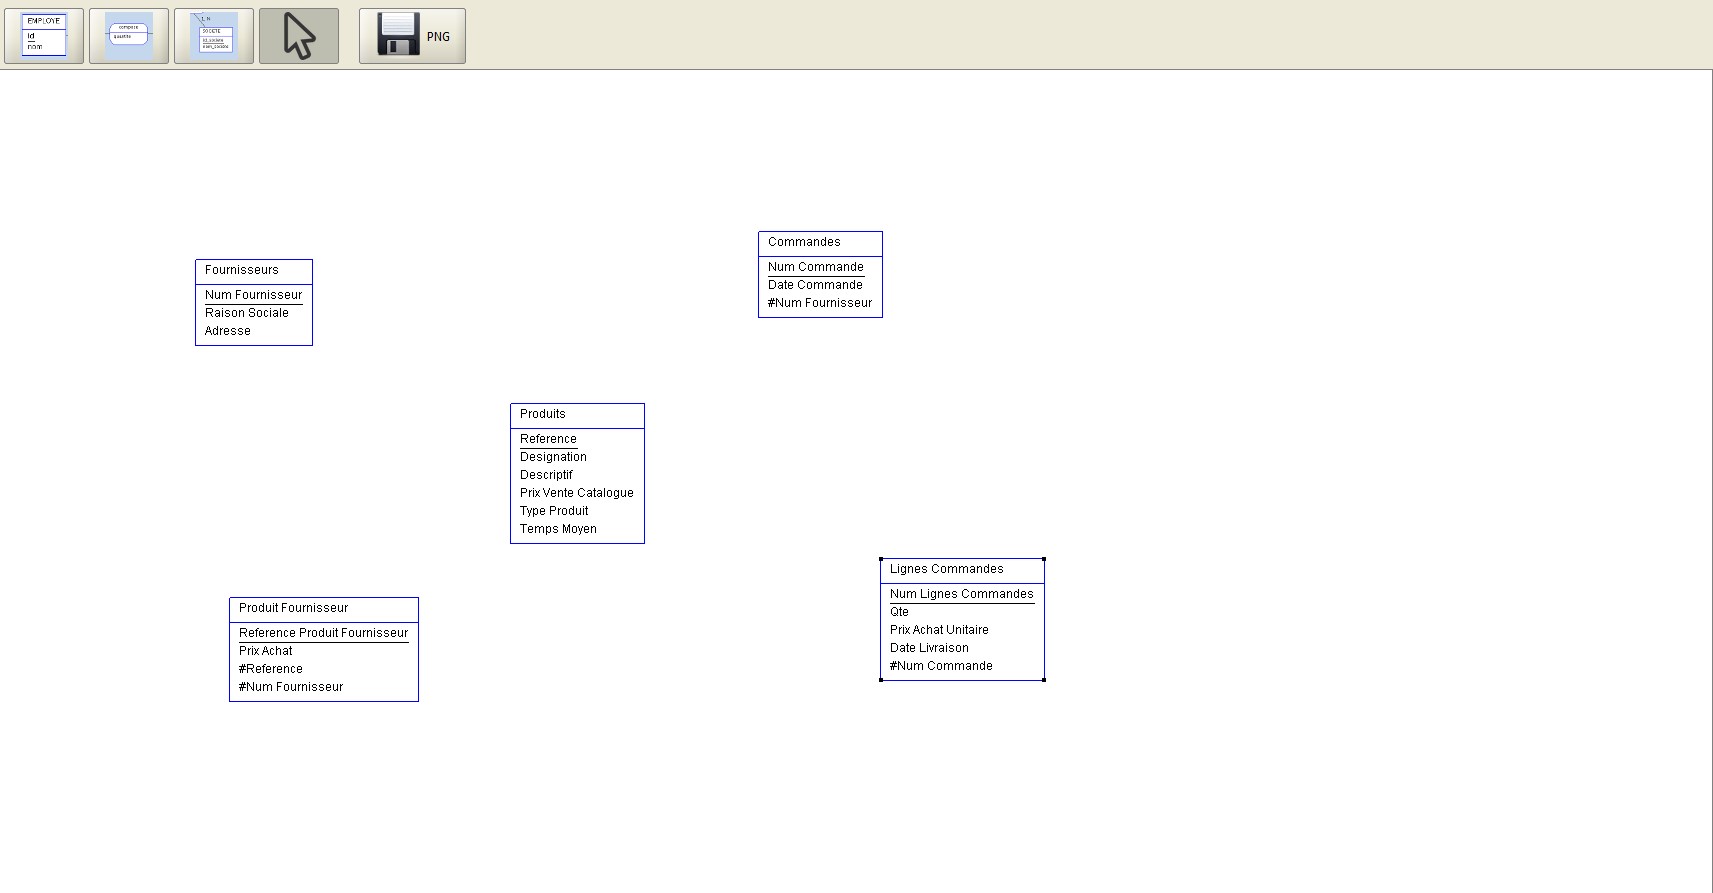 EMPLOYE
id
nom
compose
quantite
1, N
SOCIETE
id_societe
nom_societe
PNG
Commandes
Num Commande
Date Commande
#Num Fournisseur
Fournisseurs
Num Fournisseur
Raison Sociale
Adresse
Produits
Reference
Designation
Descriptif
Prix Vente Catalogue
Type Produit
Temps Moyen
Lignes Commandes
Num Lignes Commandes
Qte
Prix Achat Unitaire
Date Livraison
#Num Commande
Produit Fournisseur
Reference Produit Fournisseur
Prix Achat
#Reference
#Num Fournisseur